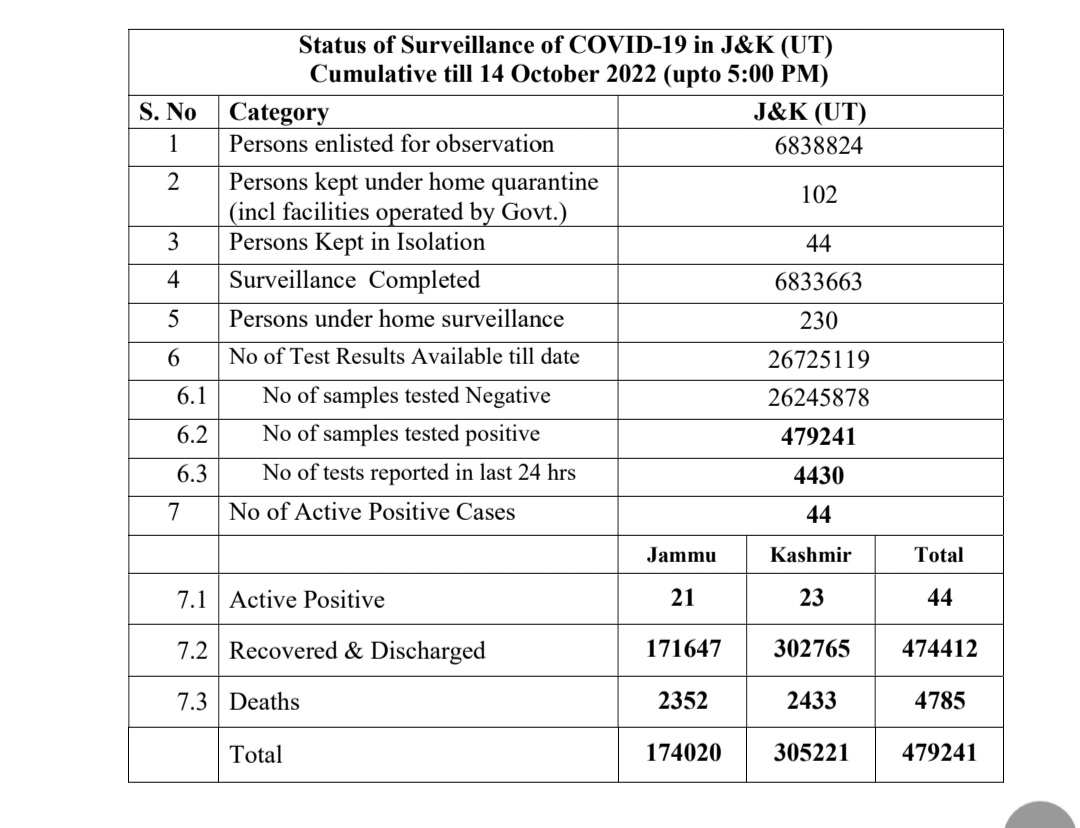 Status of Surveillance of COVID-19 in J&K (UT)
Cumulative till 14 October 2022 (upto 5:00 PM)
S. No Category J&K (UT)
1 Persons enlisted for observation 6838824
2 Persons kept under home quarantine
(incl facilities operated by Govt.) 102
3 Persons Kept in Isolation 44
4 Surveillance Completed 6833663
5 Persons under home surveillance 230
6 No of Test Results Available till date 26725119
6.1 No of samples tested Negative 26245878
6.2 No of samples tested positive 479241
6.3 No of tests reported in last 24 hrs 4430
7 No of Active Positive Cases 44
Jammu Kashmir Total
7.1 Active Positive 21 23 44
7.2 Recovered & Discharged 171647 302765 474412
7.3 Deaths 2352 2433 4785
Total 174020 305221 479241